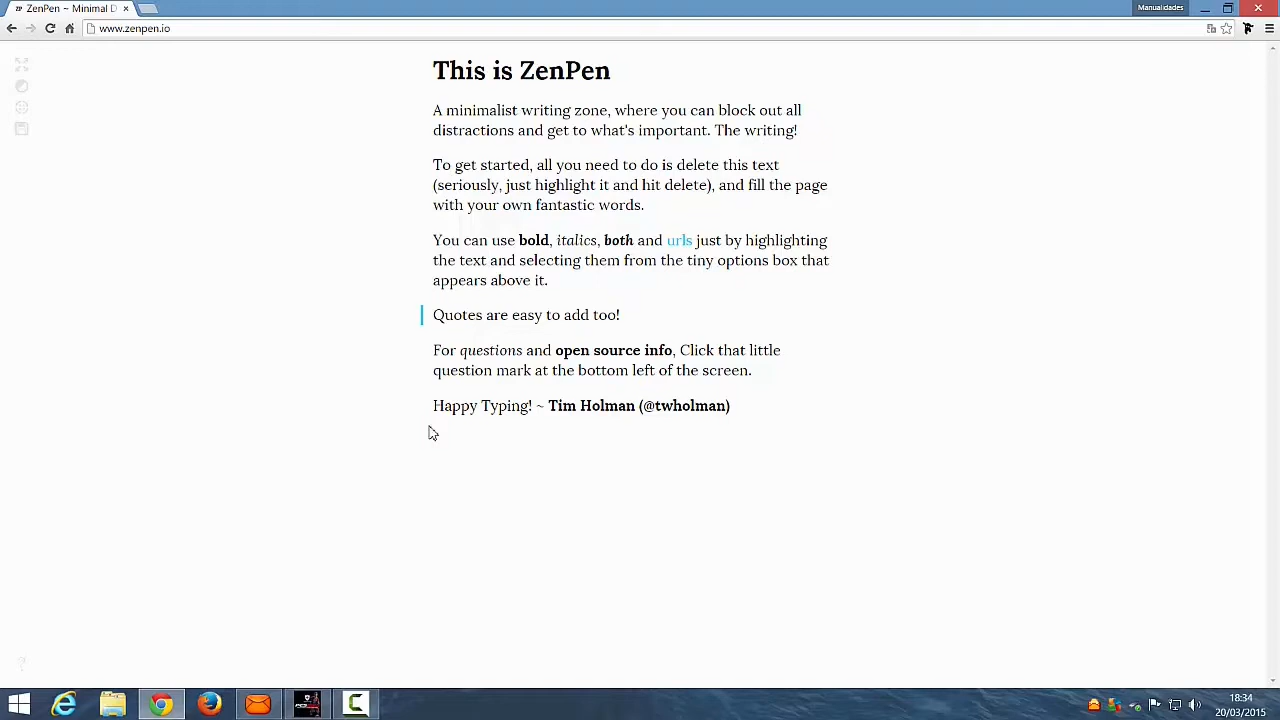 ZP ZenPen ~ Minimal D
Manualidades
www.zenpen.io
This is ZenPen
A minimalist writing zone, where you can block out all
distractions and get to what's important. The writing!
To get started, all you need to do is delete this text
(seriously, just highlight it and hit delete), and fill the page
with your own fantastic words.
You can use bold, italics, both and urls just by highlighting
the text and selecting them from the tiny options box that
appears above it.
Quotes are easy to add too!
For questions and open source info, Click that little
question mark at the bottom left of the screen.
Happy Typing! ~ Tim Holman (@twholman)
?
18:34
20/03/2015